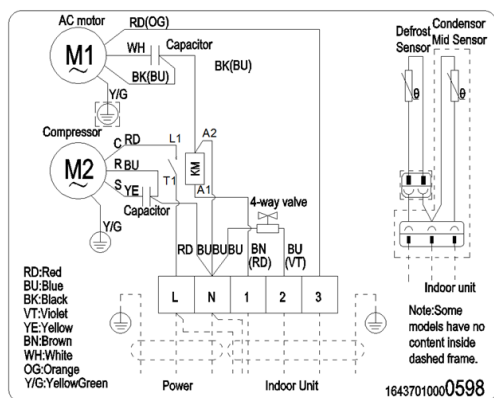 AC motor
RD(OG)
M1
~
WH
Capacitor
BK(BU)
BK(BU)
Y/G
Compressor
M2
~
C RD
R BU
S YE
Capacitor
Y/G
L1
T1
KM
A2
A1
4-way valve
RD BUBUBU
BN
(RD)
BU
(VT)
L N 1 2 3
Power
Indoor Unit
RD:Red
BU:Blue
BK:Black
VT:Violet
YE:Yellow
BN:Brown
WH:White
OG:Orange
Y/G:YellowGreen
Defrost
Sensor
Condensor
Mid Sensor
θ
θ
Indoor unit
Note:Some
models have no
content inside
dashed frame.
16437010000598